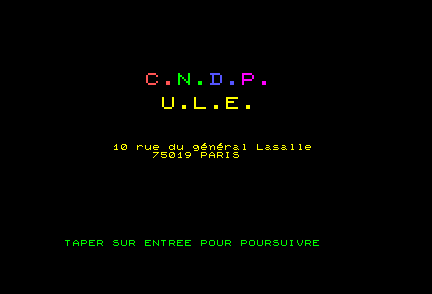 C.N.D.P.
U.L.E.
10 rue du général Lasalle
75019 PARIS
TAPER SUR ENTREE POUR POURSUIVRE